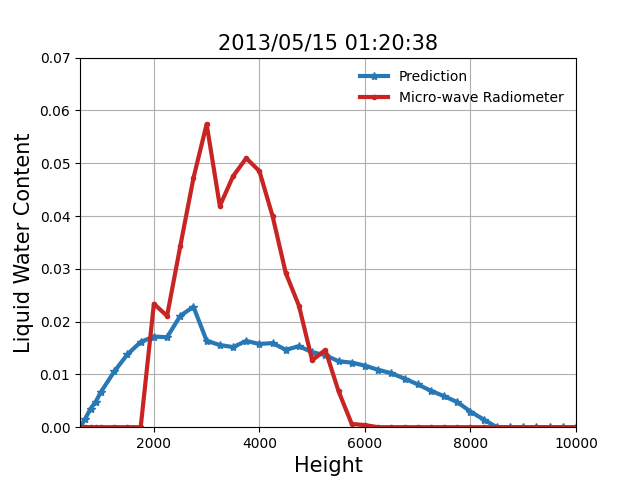 2013/05/15 01:20:38
0.07
0.06
0.05
0.04
0.03
0.02
0.01
0.00
Liquid Water Content
Prediction
Micro-wave Radiometer
2000 4000 6000 8000 10000
Height